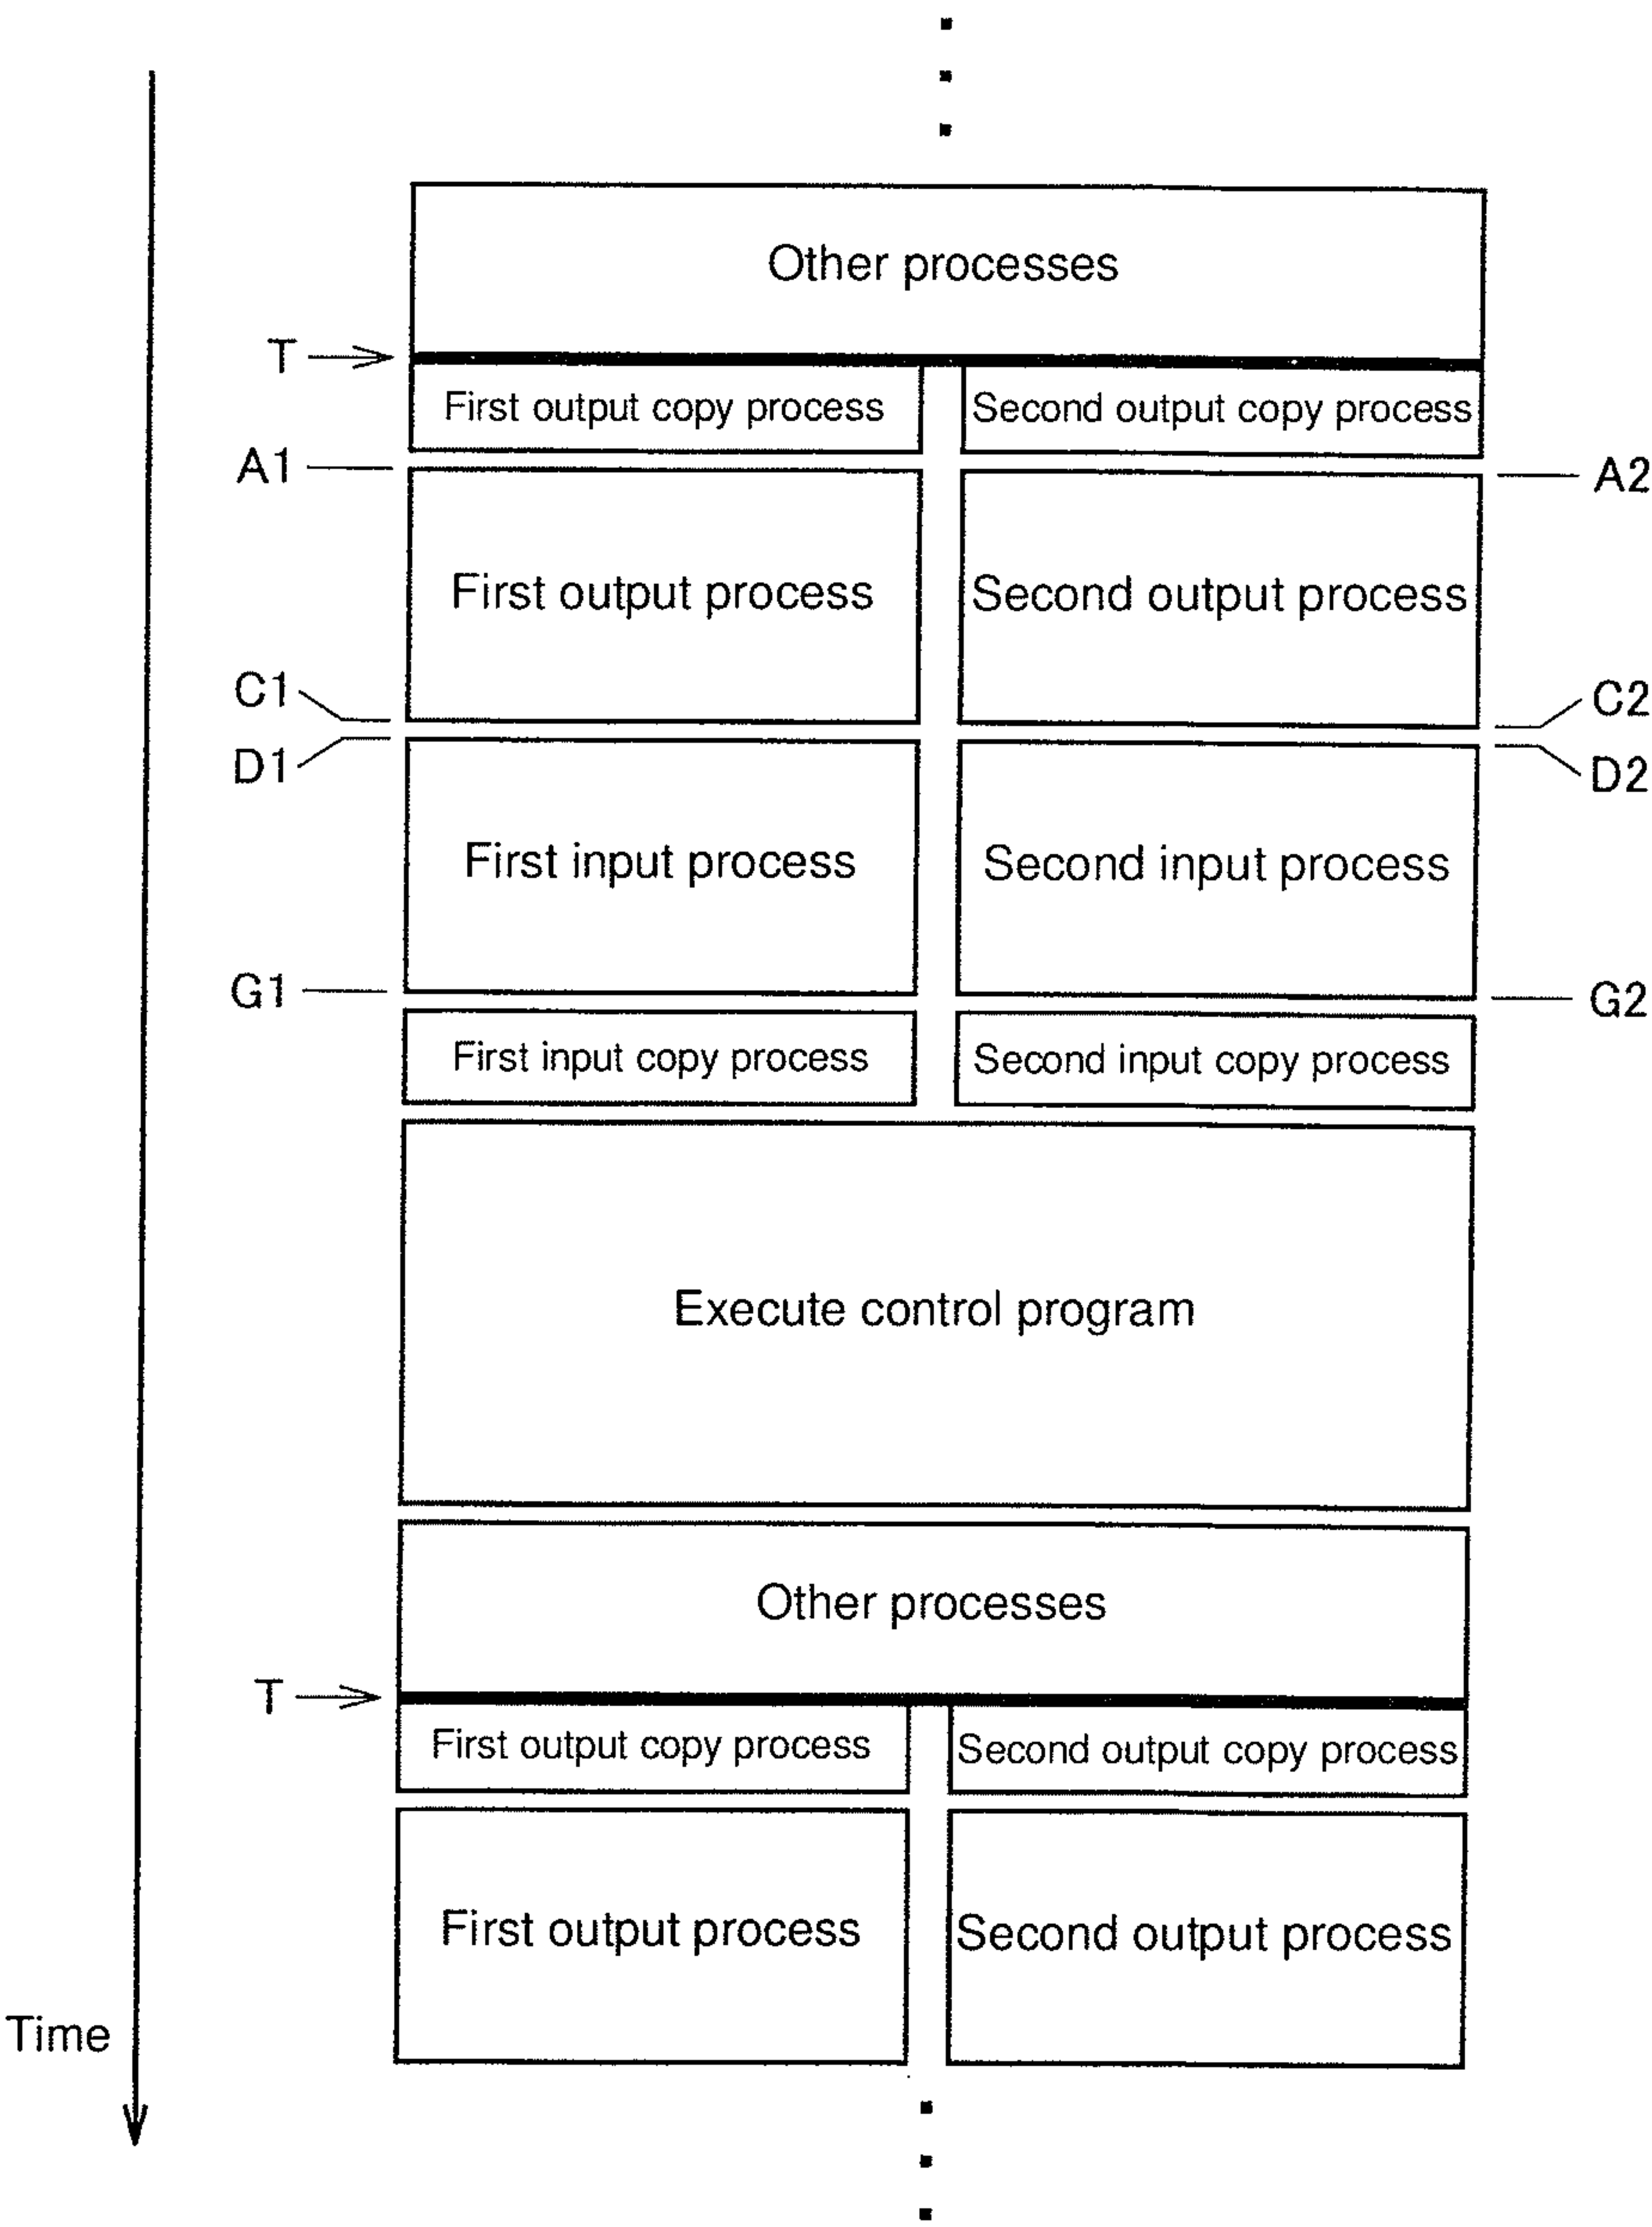 Other processes
T
First output copy process
Second output copy process
A1
A2
First output process
Second output process
C1
C2
D1
D2
First input process
Second input process
G1
G2
First input copy process
Second input copy process
Execute control program
Other processes
T
First output copy process
Second output copy process
First output process
Second output process
Time